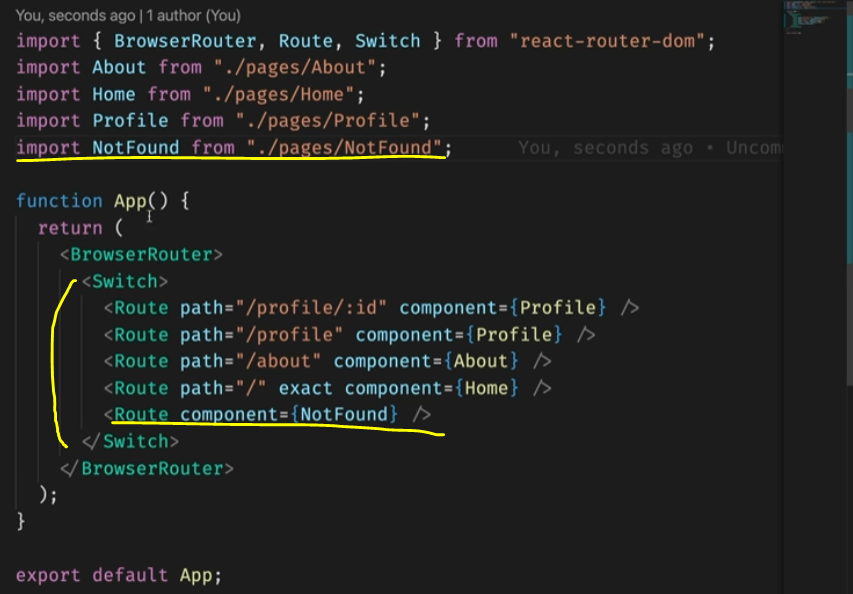 You, seconds ago | 1 author (You)
import { BrowserRouter, Route, Switch } from "react-router-dom";
import About from "./pages/About";
import Home from "./pages/Home";
import Profile from "./pages/Profile";
import NotFound from "./pages/NotFound"; You, seconds ago • Uncom
function App() {
return (
<BrowserRouter>
<Switch>
<Route path="/profile/:id" component={Profile} />
<Route path="/profile" component={Profile} />
<Route path="/about" component={About} />
<Route path="/" exact component={Home} />
<Route component={NotFound} />
</Switch>
</BrowserRouter>
);
}
export default App;